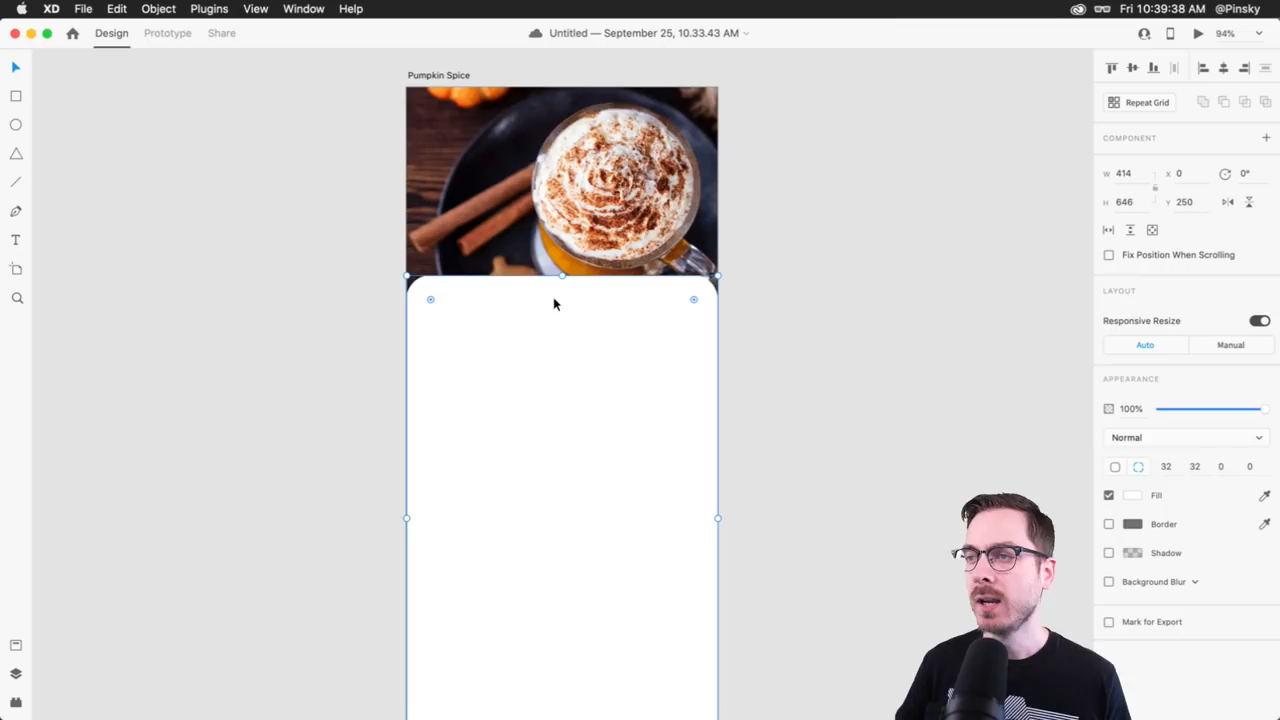 XD File Edit Object Plugins View Window Help Fri 10:39:38 AM @Pinsky
Design Prototype Share Untitled — September 25, 10.33.43 AM 94%
Pumpkin Spice
Repeat Grid
COMPONENT
W 414 X 0 0°
H 646 Y 250
Fix Position When Scrolling
LAYOUT
Responsive Resize
Auto Manual
APPEARANCE
100%
Normal
32 32 0 0
Fill
Border
Shadow
Background Blur
Mark for Export
T